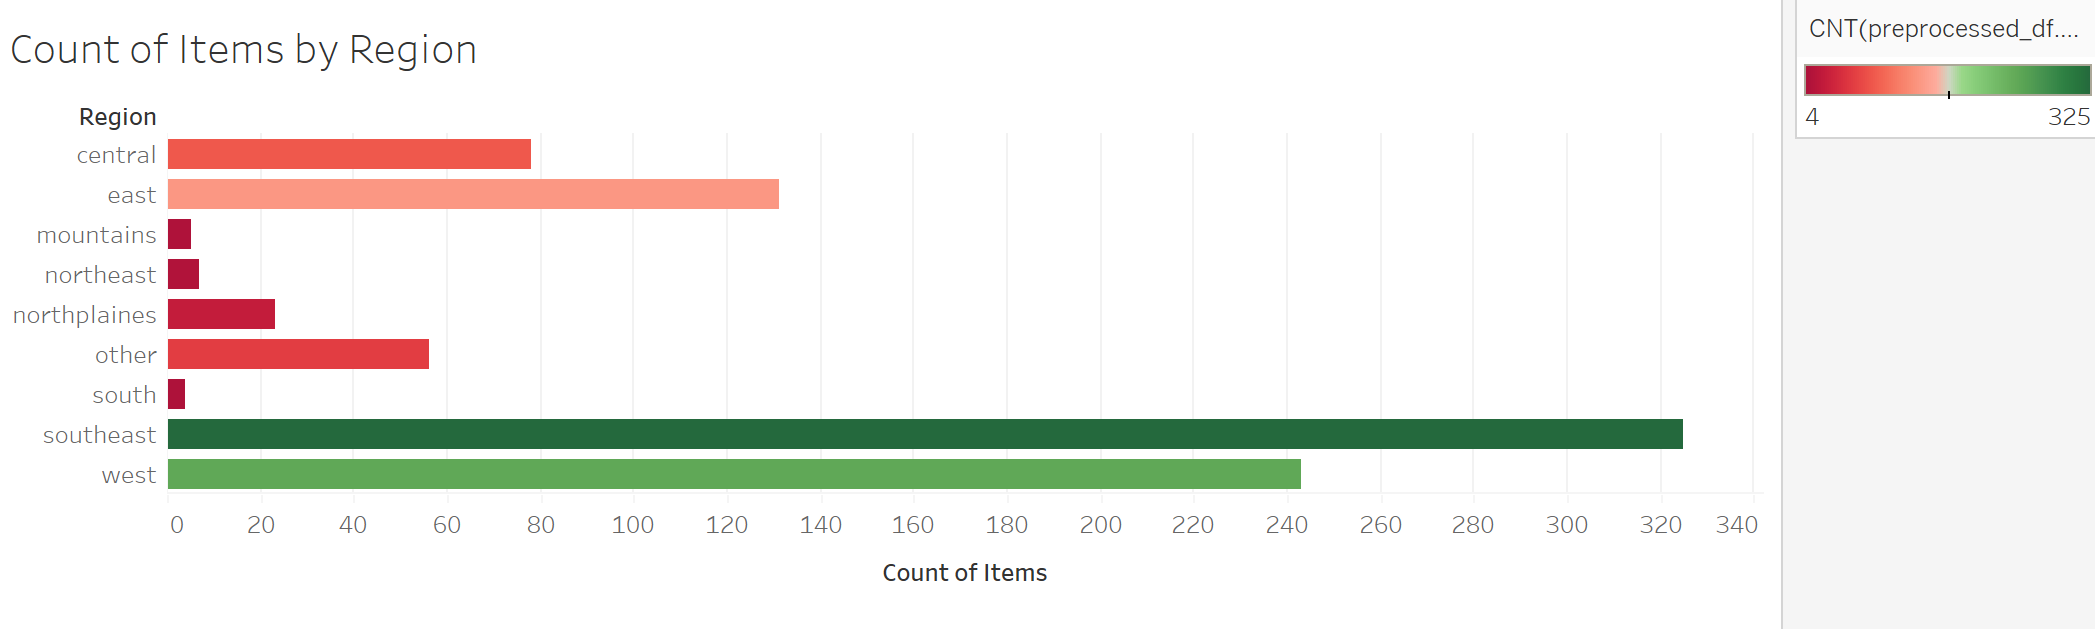 Count of Items by Region
Region
central
east
mountains
northeast
northplaines
other
south
southeast
west
0 20 40 60 80 100 120 140 160 180 200 220 240 260 280 300 320 340
Count of Items
CNT(preprocessed_df....
4 325